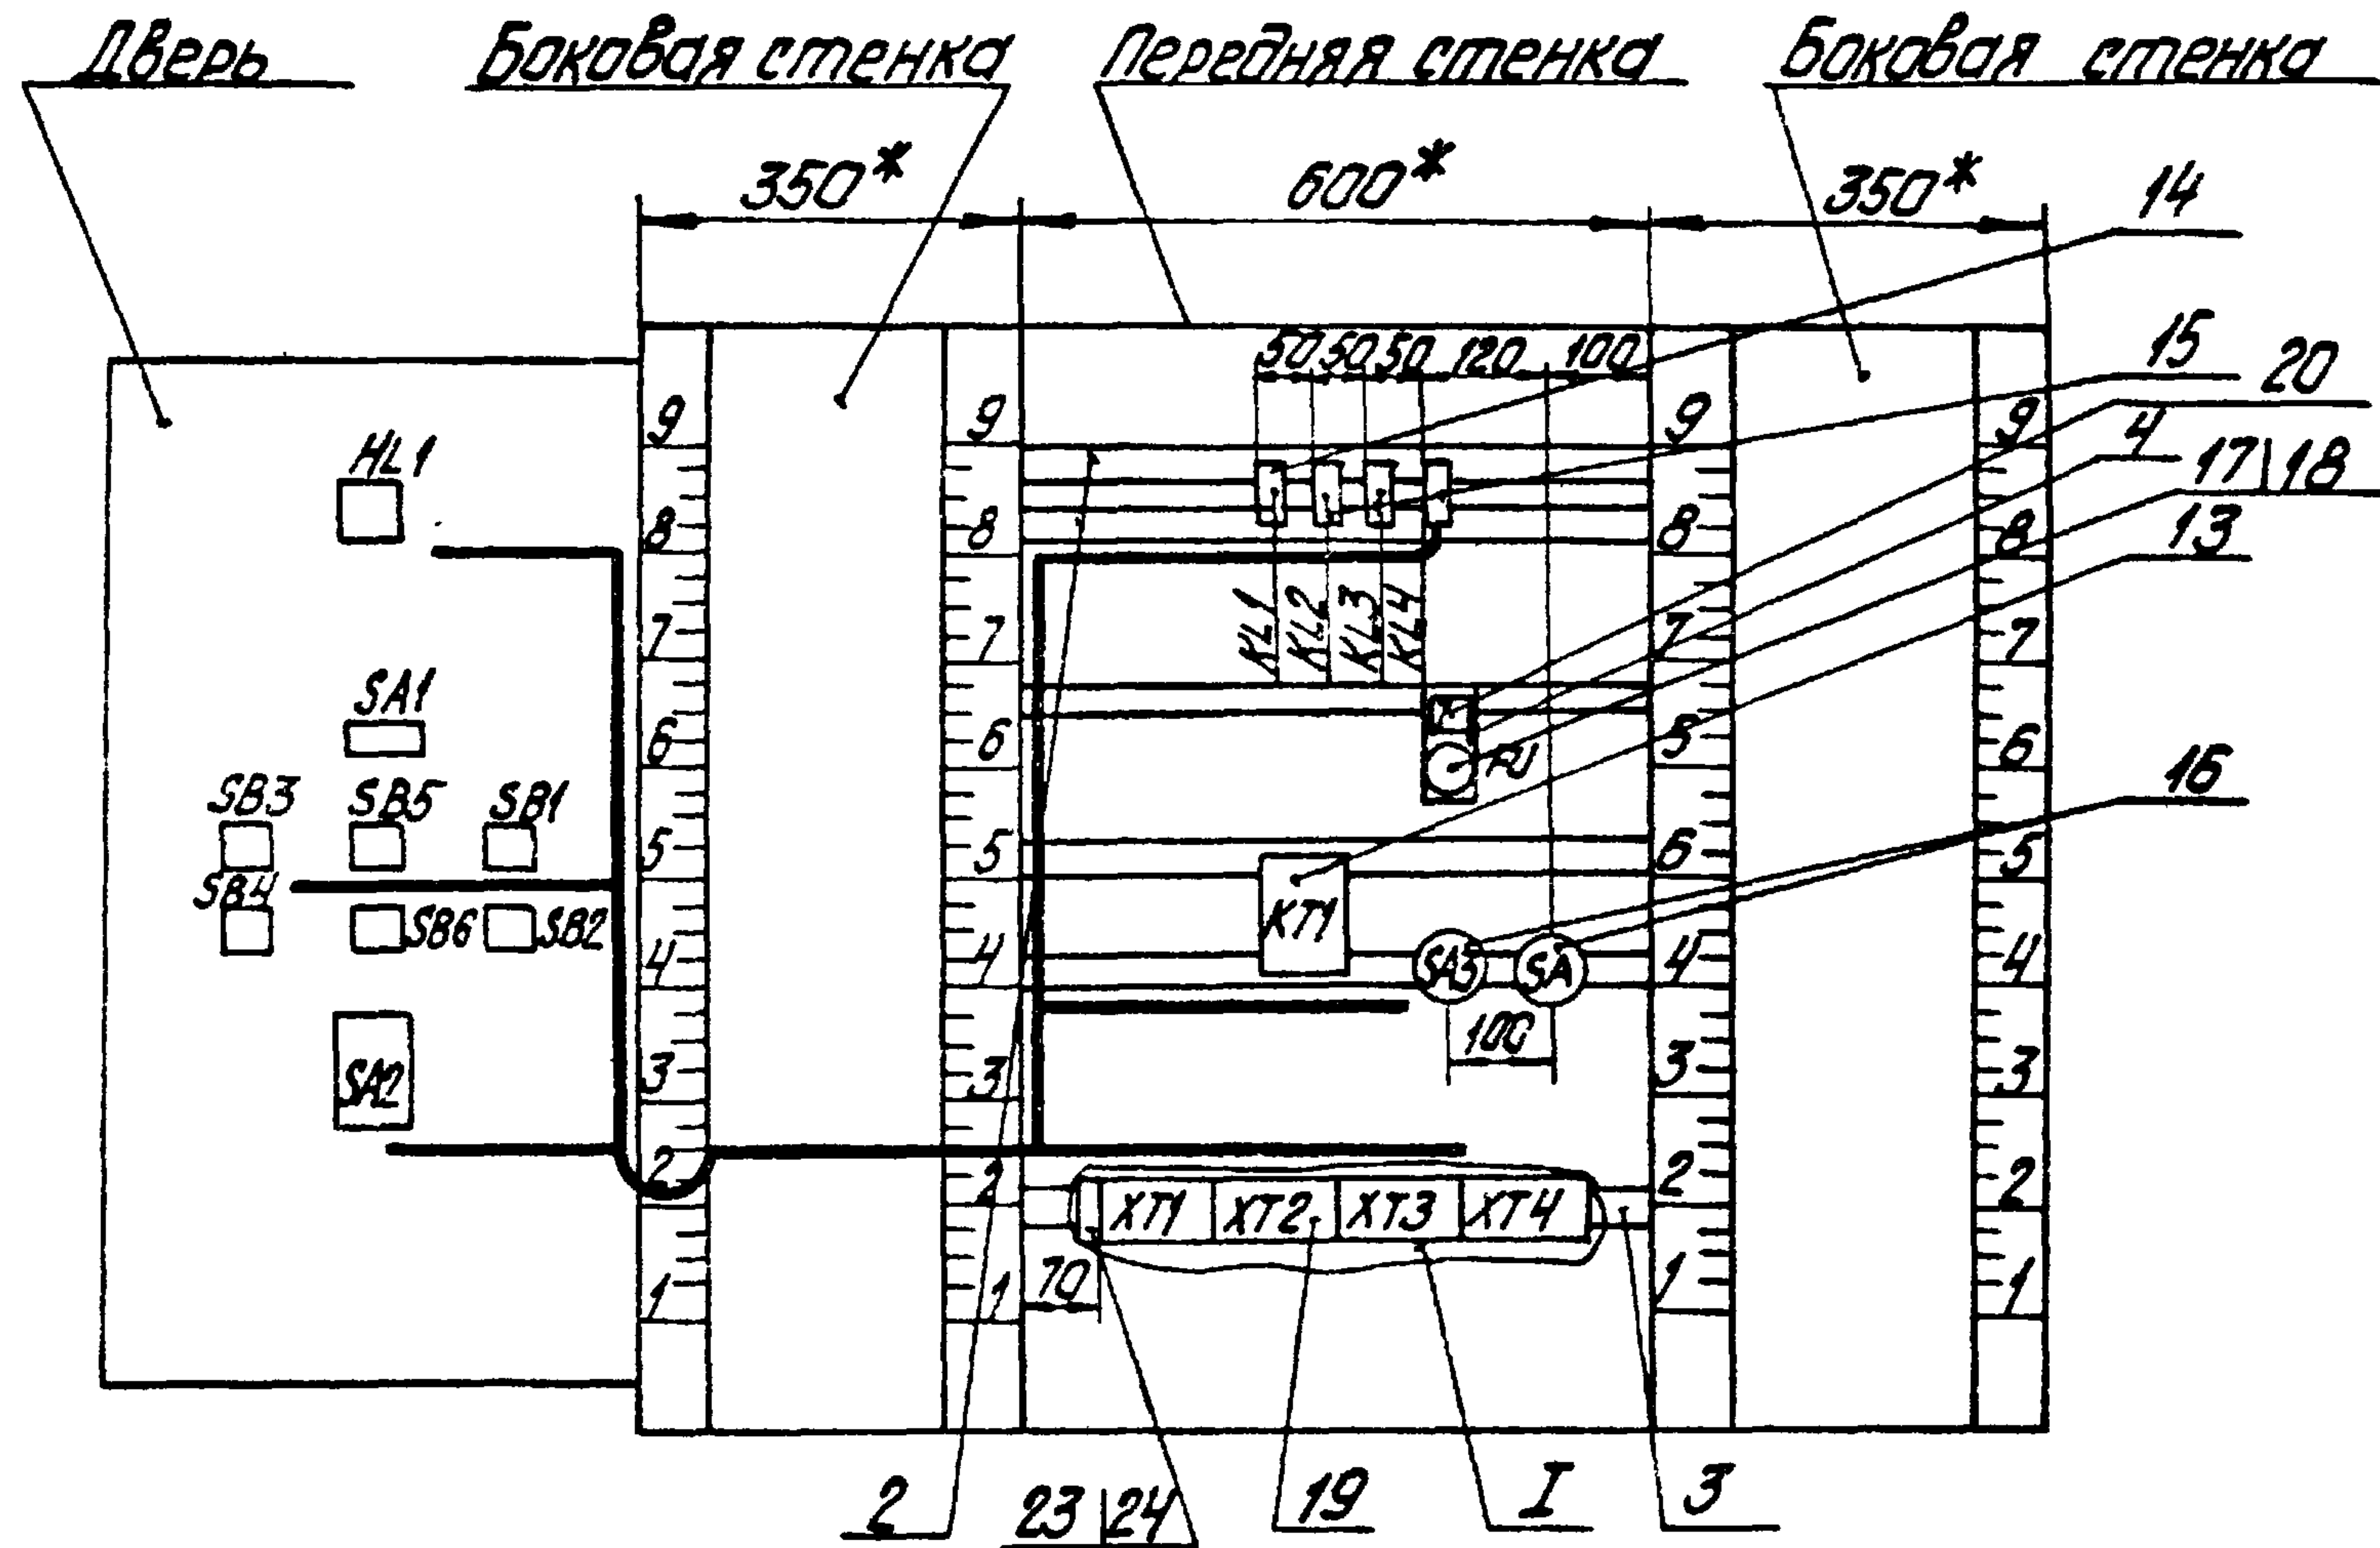 Дверь
Боковая стенка
Передняя стенка
Боковая стенка
350*
600*
350*
14
50 50 50 120 100
15
20
4
17 18
13
9 9 9 9
HL1
8 8 8 8
KL1
KL2
KL3
KL4
7 7 7 7
SA1
6 6 5 6
FU
16
SB3 SB5 SB1
5 5 6 5
SB4
SB6 SB2
KT1
SA3
SA
4 4 4 4
100
SA2
3 3 3 3
2 2 2 2
XT1 XT2 XT3 XT4
70
1 1 1 1
2
23 24
19
I
3